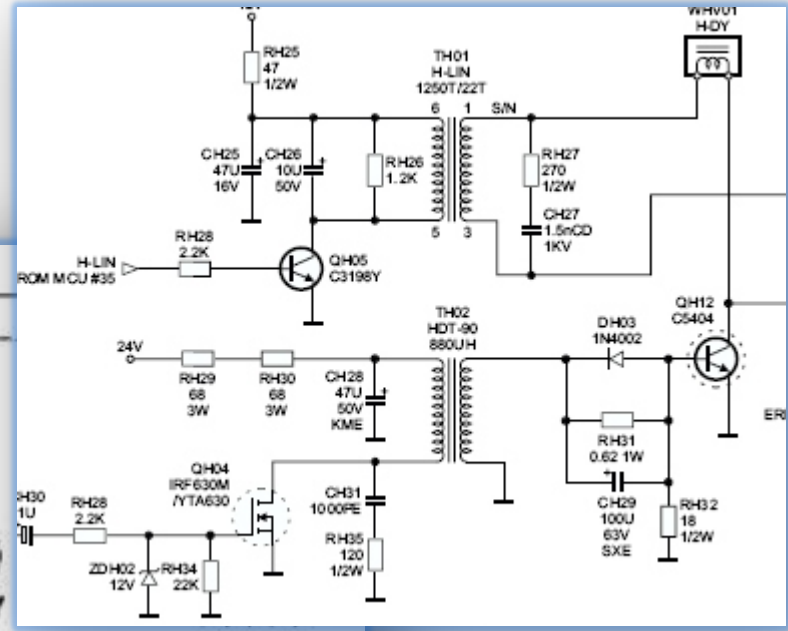 WHV01
H-DY
RH25
47
1/2W
TH01
H-LIN
1250T/22T
6 1 S/N
CH25
47U
16V
CH26
10U
50V
RH26
1.2K
RH27
270
1/2W
CH27
1.5nCD
1KV
5 3
RH28
2.2K
H-LIN
ROM MCU #35
QH05
C3198Y
TH02
HDT-90
880UH
QH12
C5404
DH03
1N4002
24V
RH29
68
3W
RH30
68
3W
CH28
47U
50V
KME
RH31
0.62 1W
QH04
IRF630M
/YTA630
CH31
1000PE
CH29
100U
63V
SXE
RH32
18
1/2W
H30
1U
RH28
2.2K
RH35
120
1/2W
ZDH02
12V
RH34
22K